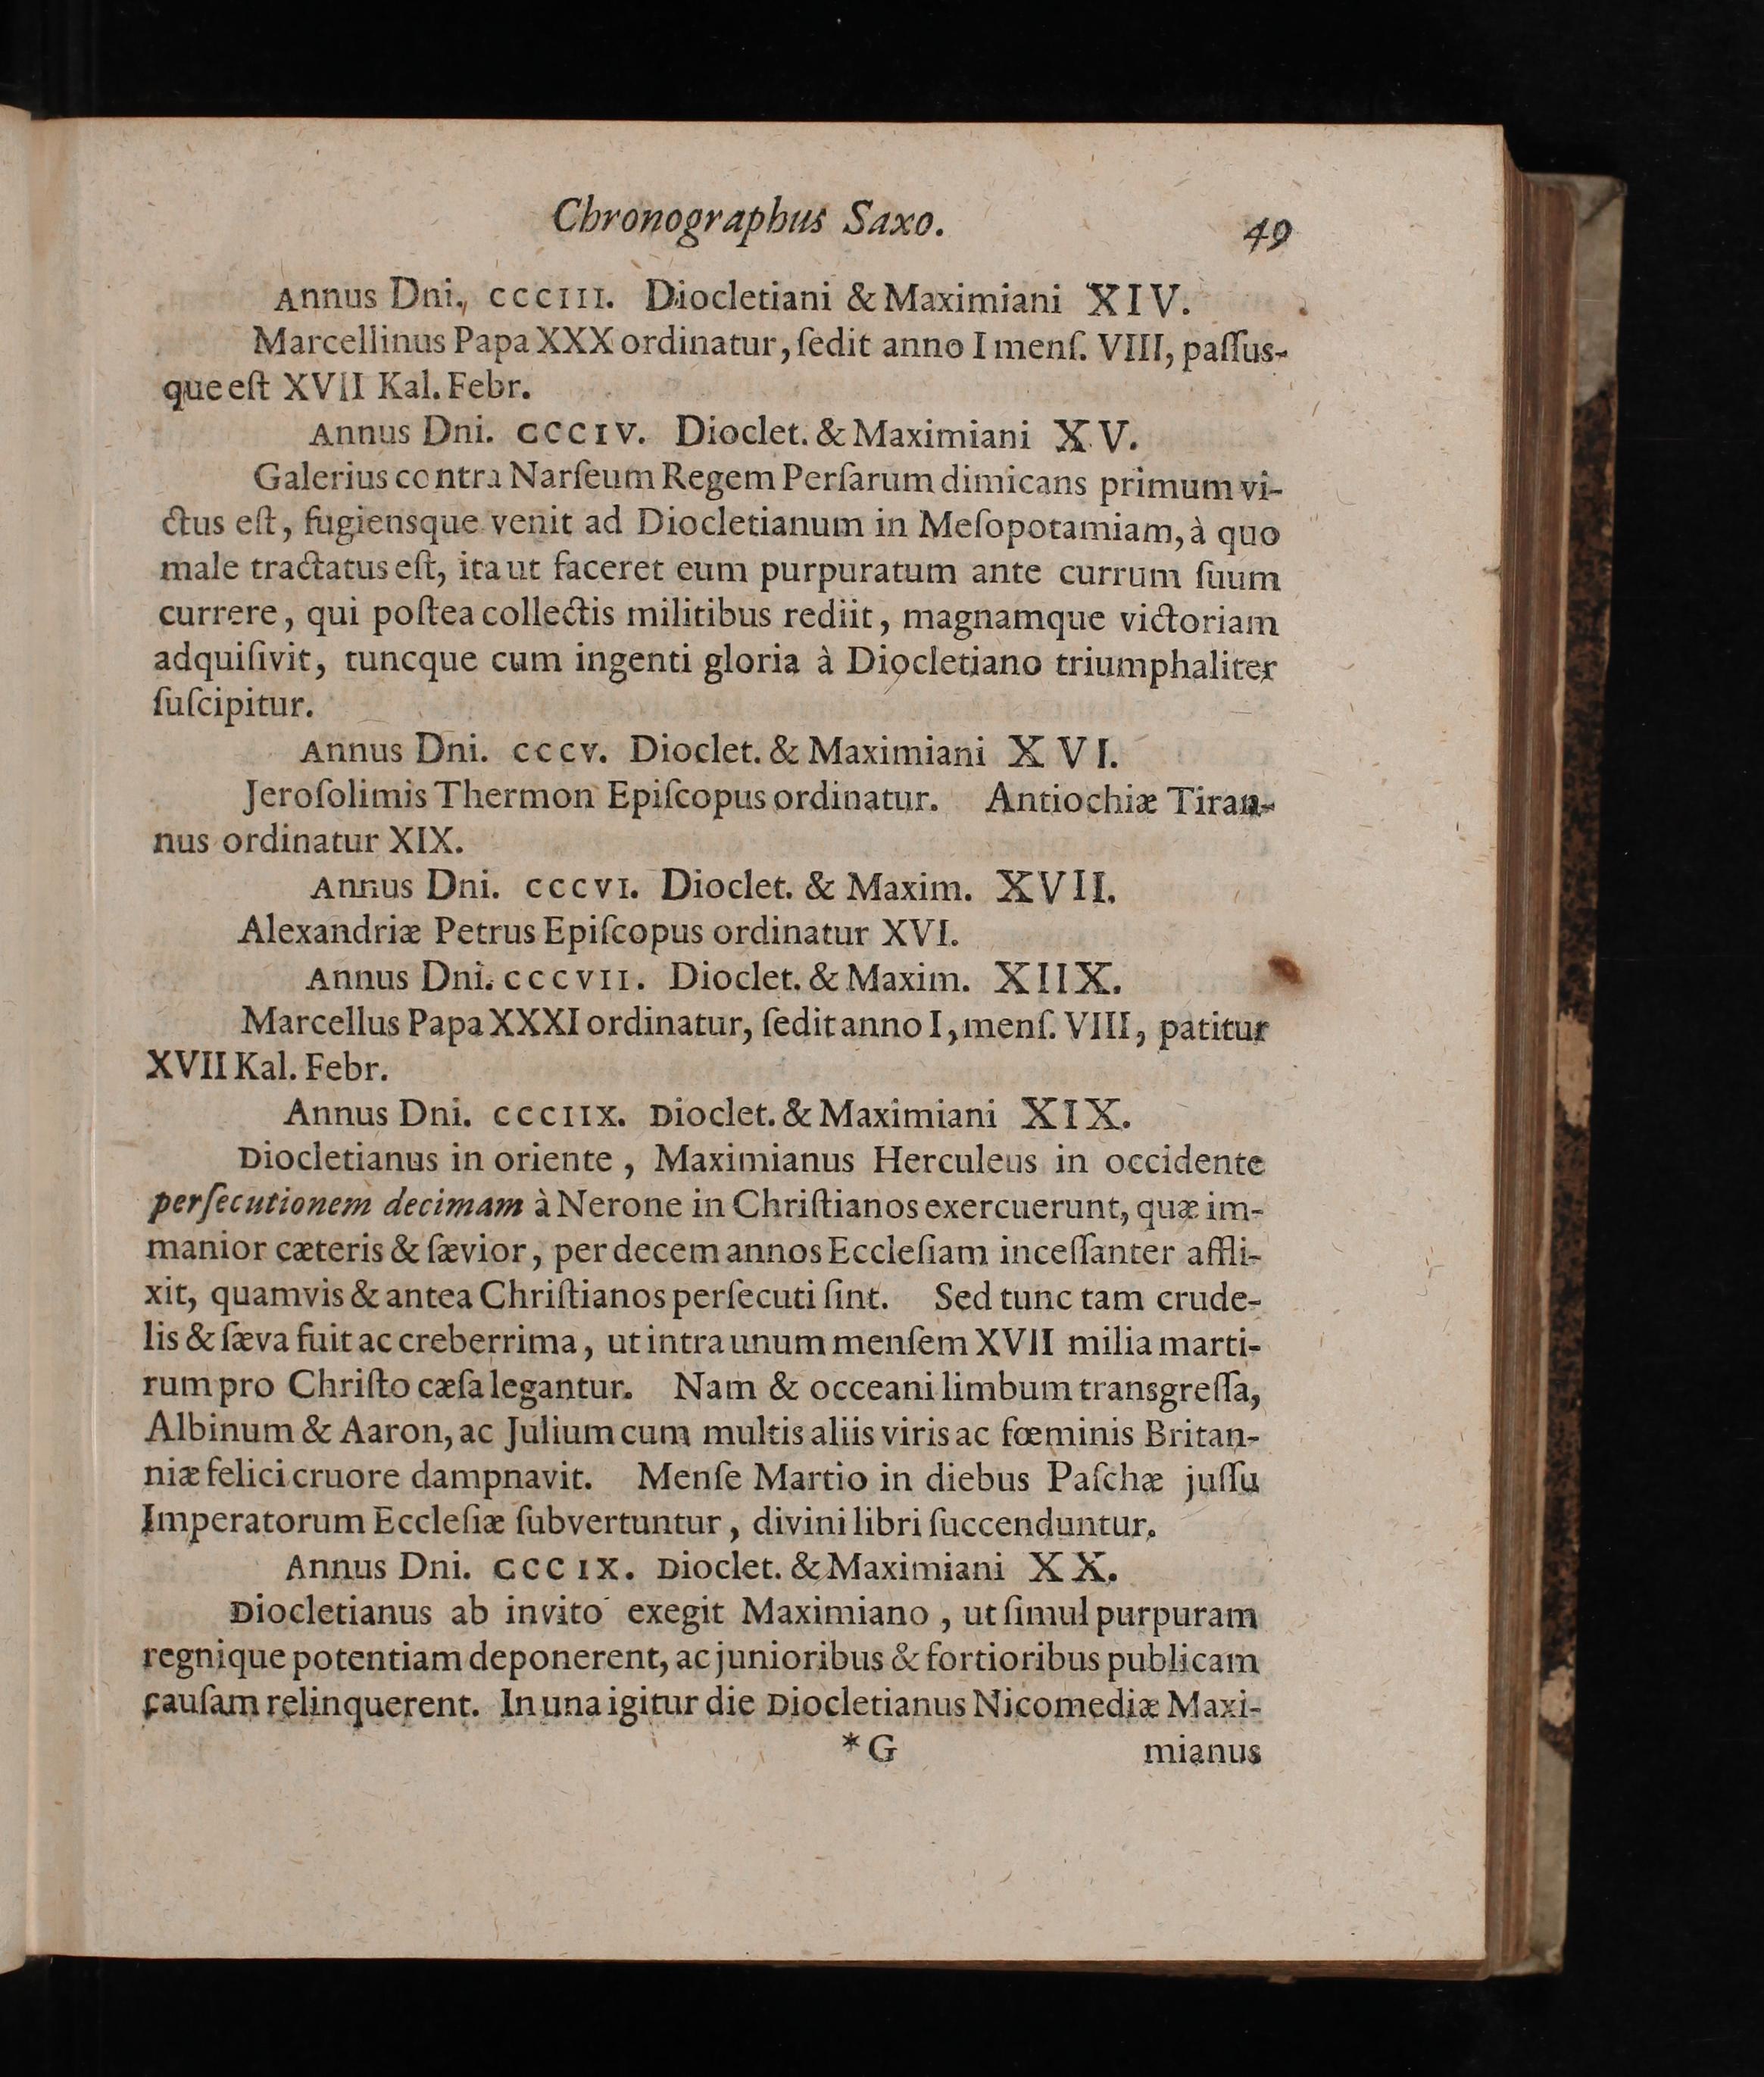 Chronographus Saxo. 49
Annus Dni, cccııı. Diocletiani & Maximiani XIV.
Marcellinus Papa XXX ordinatur, ſedit anno I menſ. VIII, paſſus-
que eſt XVII Kal. Febr.
Annus Dni. cccıv. Dioclet. & Maximiani XV.
Galerius contra Narſeum Regem Perſarum dimicans primum vi-
ctus eſt, fugiensque venit ad Diocletianum in Meſopotamiam, à quo
male tractatus eſt, ita ut faceret eum purpuratum ante currum ſuum
currere, qui poſtea collectis militibus rediit, magnamque victoriam
adquiſivit, tuncque cum ingenti gloria à Diocletiano triumphaliter
ſuſcipitur.
Annus Dni. cccv. Dioclet. & Maximiani XVI.
Jeroſolimis Thermon Epiſcopus ordinatur. Antiochiæ Tiran-
nus ordinatur XIX.
Annus Dni. cccvı. Dioclet. & Maxim. XVII.
Alexandriæ Petrus Epiſcopus ordinatur XVI.
Annus Dni. cccvıı. Dioclet. & Maxim. XIIX.
Marcellus Papa XXXI ordinatur, ſedit anno I, menſ. VIII, patitur
XVII Kal. Febr.
Annus Dni. cccııx. Dioclet. & Maximiani XIX.
Diocletianus in oriente, Maximianus Herculeus in occidente
perſecutionem decimam à Nerone in Chriſtianos exercuerunt, quæ im-
manior cæteris & ſævior, per decem annos Eccleſiam inceſſanter affli-
xit, quamvis & antea Chriſtianos perſecuti ſint. Sed tunc tam crude-
lis & ſæva fuit ac creberrima, ut intra unum menſem XVII milia marti-
rum pro Chriſto cæſa legantur. Nam & occeani limbum transgreſſa,
Albinum & Aaron, ac Julium cum multis aliis viris ac fœminis Britan-
niæ felici cruore dampnavit. Menſe Martio in diebus Paſchæ juſſu
Imperatorum Eccleſiæ ſubvertuntur, divini libri ſuccenduntur.
Annus Dni. cccıx. Dioclet. & Maximiani XX.
Diocletianus ab invito exegit Maximiano, ut ſimul purpuram
regnique potentiam deponerent, ac junioribus & fortioribus publicam
cauſam relinquerent. In una igitur die Diocletianus Nicomediæ Maxi-
*G mianus